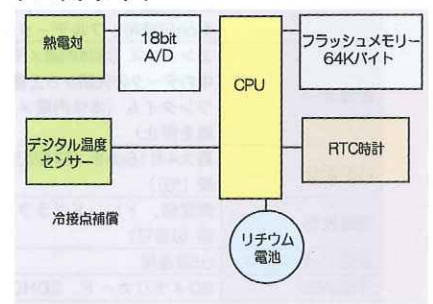 熱電対
18bit
A/D
CPU
フラッシュメモリー
64Kバイト
デジタル温度
センサー
RTC時計
冷接点補償
リチウム
電池